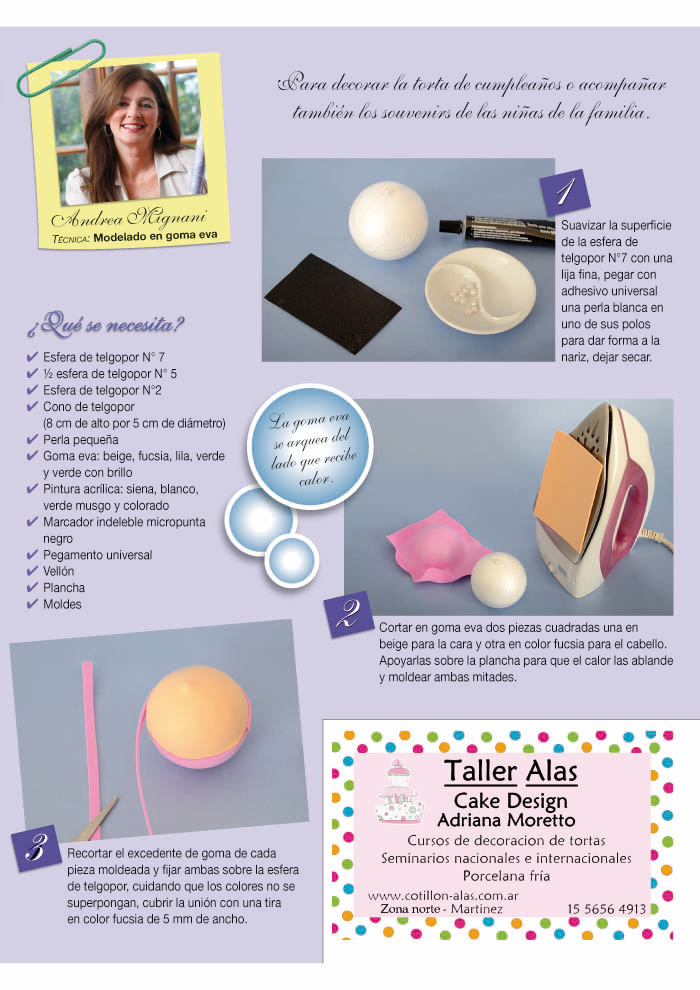 Para decorar la torta de cumpleaños o acompañar
también los souvenirs de las niñas de la familia.
Andrea Mignani
TÉCNICA: Modelado en goma eva
1
Suavizar la superficie
de la esfera de
telgopor N°7 con una
lija fina, pegar con
adhesivo universal
una perla blanca en
uno de sus polos
para dar forma a la
nariz, dejar secar.
¿Qué se necesita?
✔ Esfera de telgopor N° 7
✔ ½ esfera de telgopor N° 5
✔ Esfera de telgopor N°2
✔ Cono de telgopor
(8 cm de alto por 5 cm de diámetro)
✔ Perla pequeña
✔ Goma eva: beige, fucsia, lila, verde
y verde con brillo
✔ Pintura acrílica: siena, blanco,
verde musgo y colorado
✔ Marcador indeleble micropunta
negro
✔ Pegamento universal
✔ Vellón
✔ Plancha
✔ Moldes
La goma eva
se arquea del
lado que recibe
calor.
2
Cortar en goma eva dos piezas cuadradas una en
beige para la cara y otra en color fucsia para el cabello.
Apoyarlas sobre la plancha para que el calor las ablande
y moldear ambas mitades.
3
Recortar el excedente de goma de cada
pieza moldeada y fijar ambas sobre la esfera
de telgopor, cuidando que los colores no se
superpongan, cubrir la unión con una tira
en color fucsia de 5 mm de ancho.
Taller Alas
Cake Design
Adriana Moretto
Cursos de decoracion de tortas
Seminarios nacionales e internacionales
Porcelana fría
www.cotillon-alas.com.ar
Zona norte - Martinez 15 5656 4913